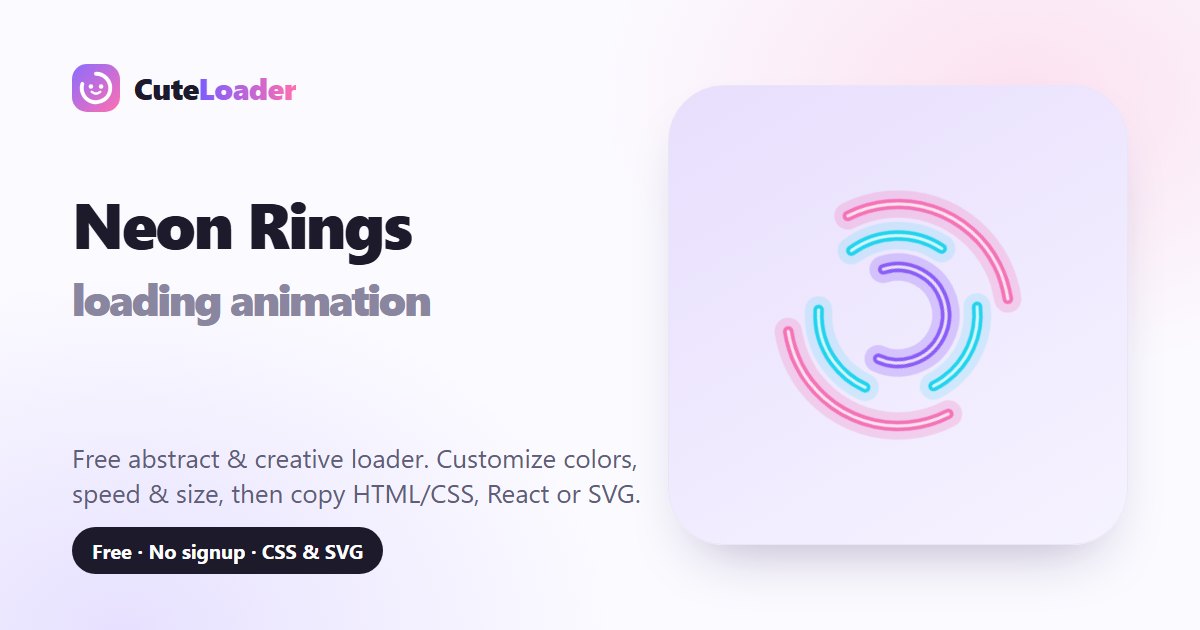 CuteLoader
Neon Rings
loading animation
Free abstract & creative loader. Customize colors,
speed & size, then copy HTML/CSS, React or SVG.
Free · No signup · CSS & SVG